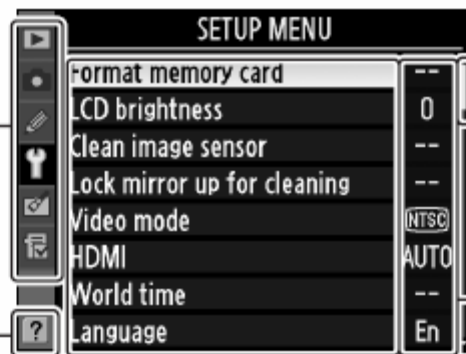 SETUP MENU
Format memory card --
LCD brightness 0
Clean image sensor --
Lock mirror up for cleaning --
Video mode NTSC
HDMI AUTO
World time --
? Language En